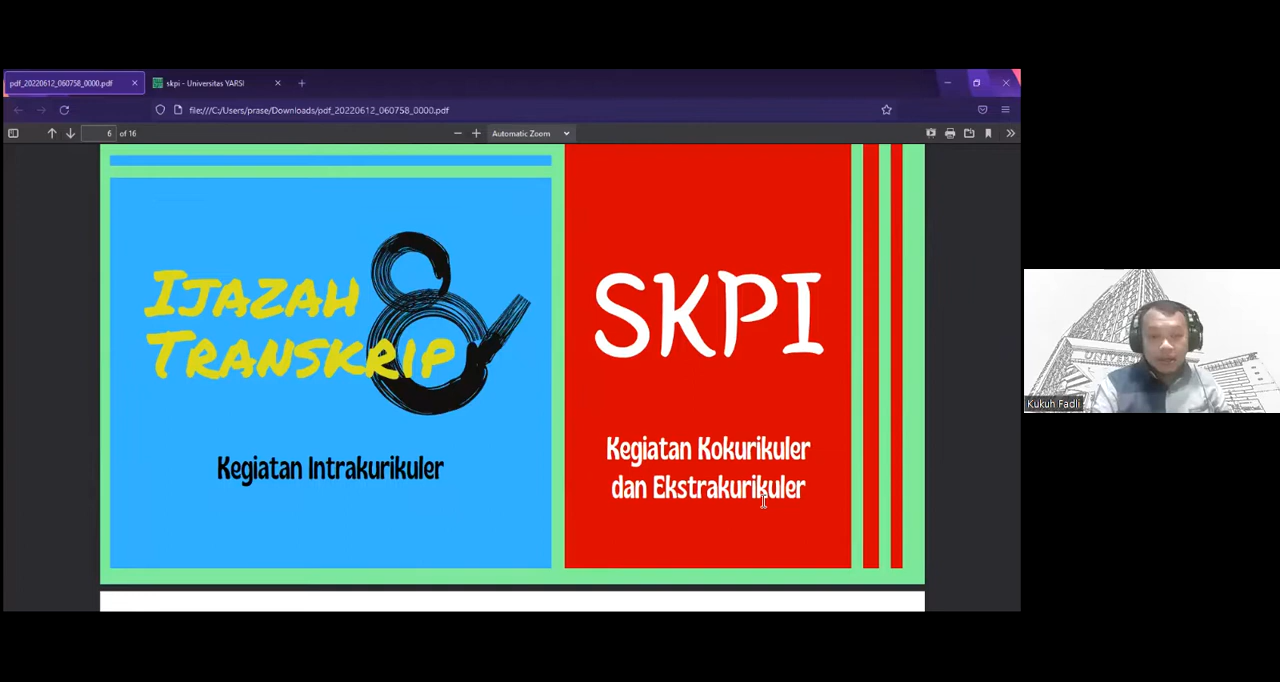 pdf_20220612_060758_0000.pdf
skpi - Universitas YARSI
file:///C:/Users/prase/Downloads/pdf_20220612_060758_0000.pdf
6 of 16
Automatic Zoom
IJAZAH
TRANSKRIP
&
Kegiatan Intrakurikuler
SKPI
Kegiatan Kokurikuler
dan Ekstrakurikuler
UNIVERSI
Kukuh Fadli